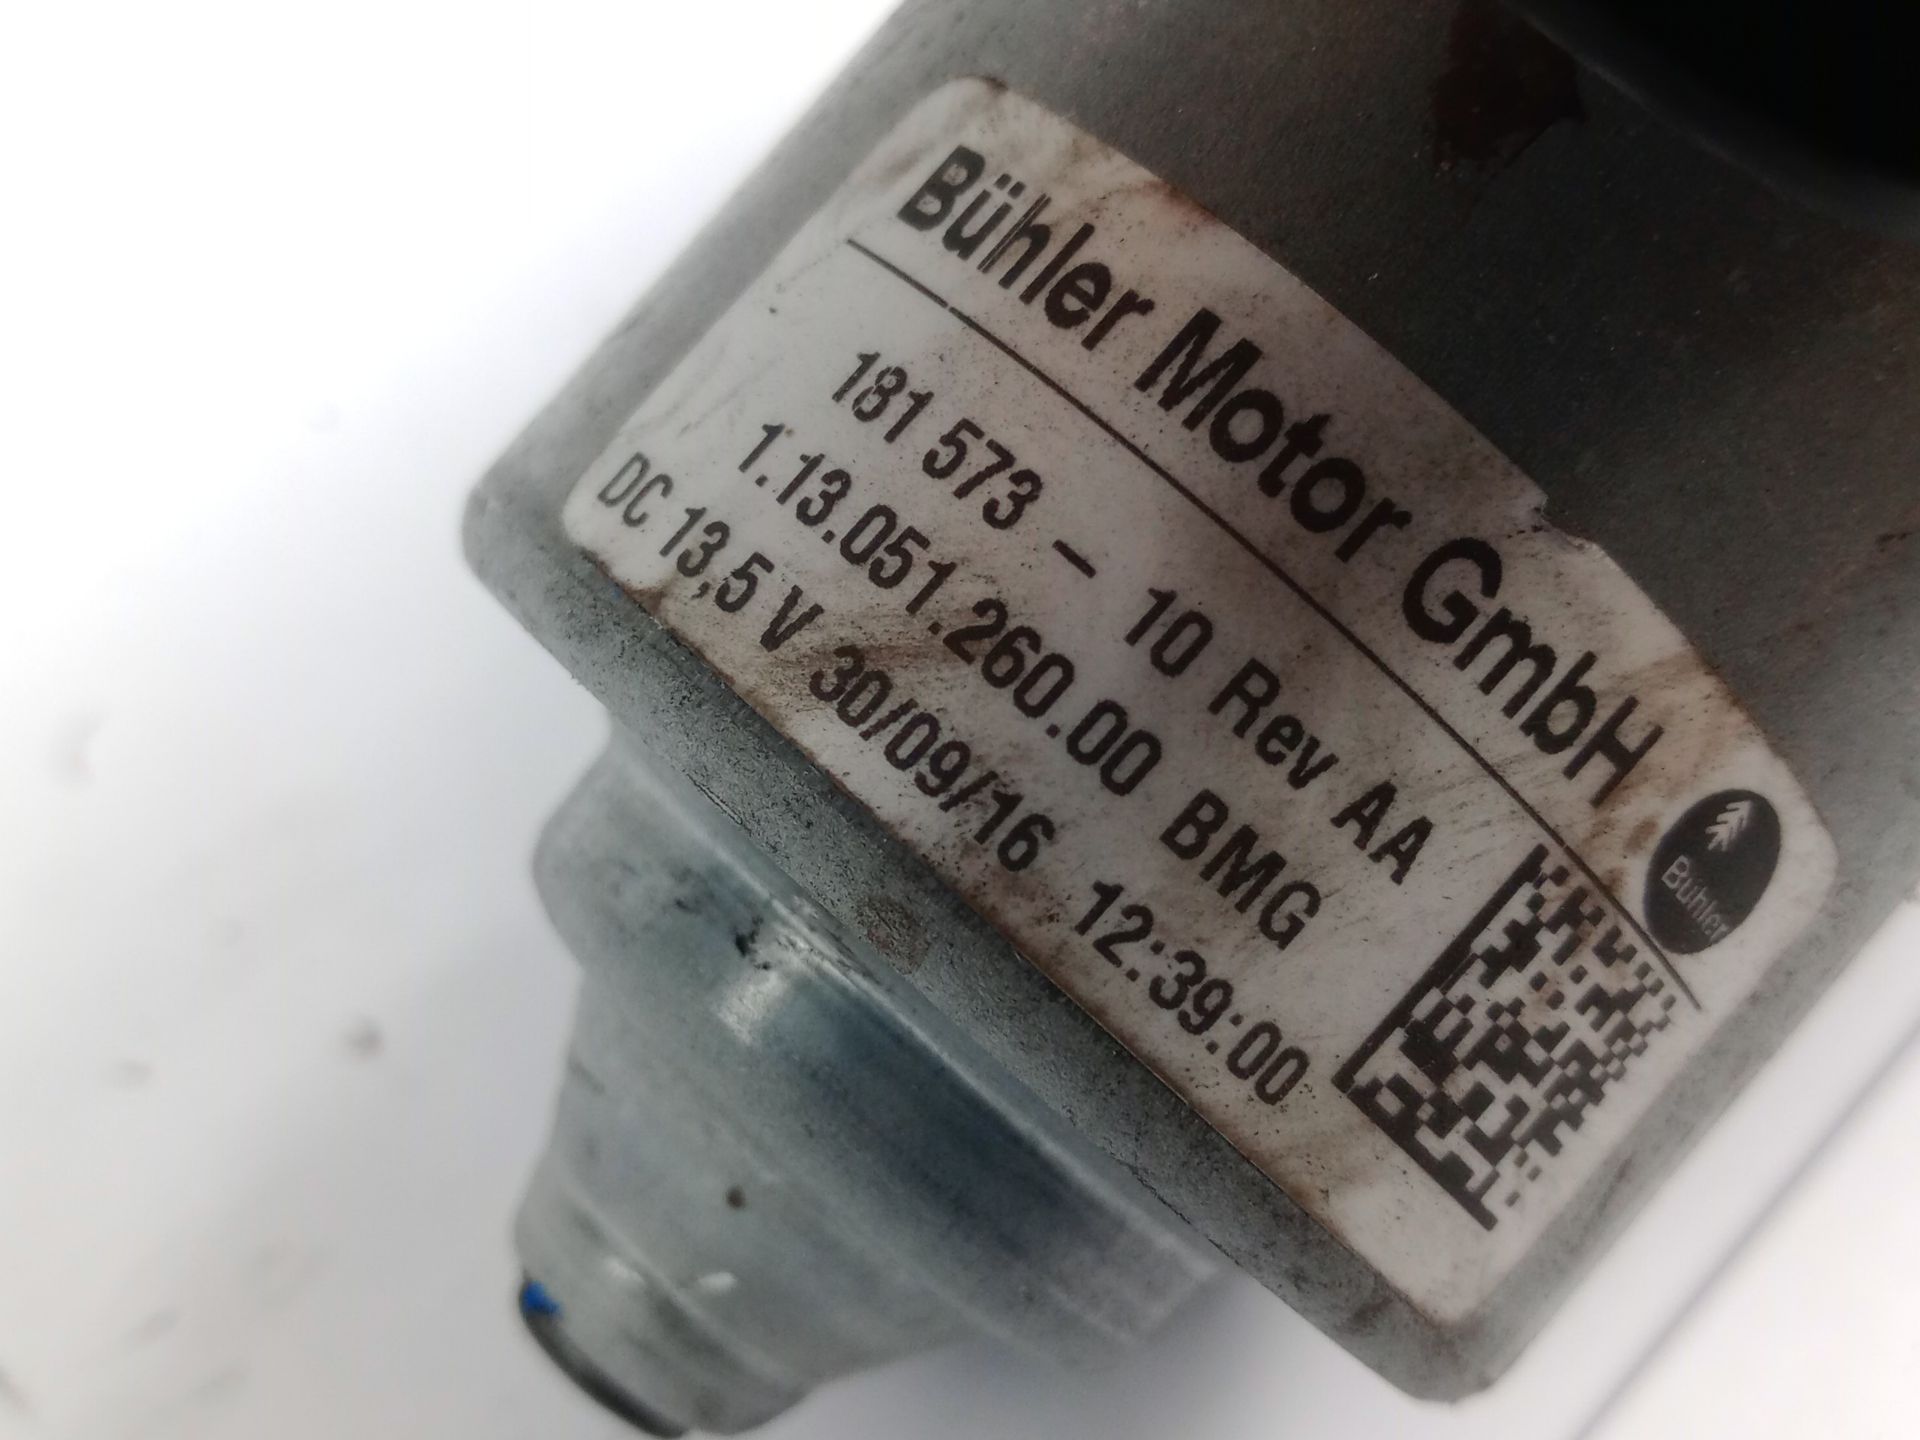 Bühler Motor GmbH
181 573 - 10 Rev AA
1.13.051.260.00 BMG
DC 13,5 V 30/09/16 12:39:00
Bühler